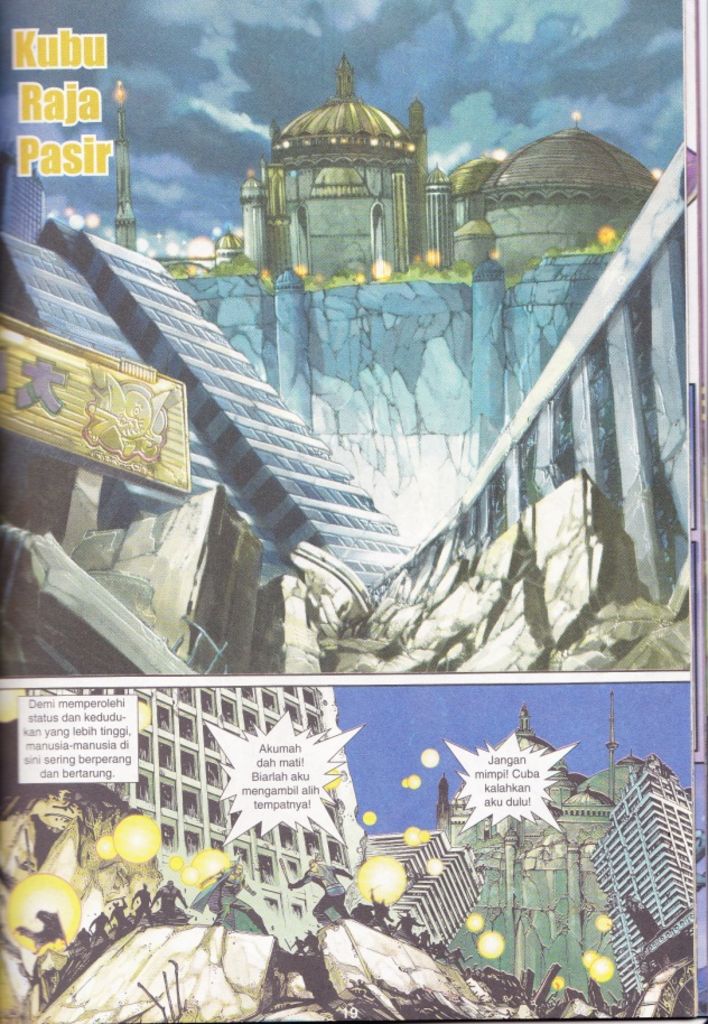 Kubu
Raja
Pasir
大
Demi memperolehi
status dan kedudu-
kan yang lebih tinggi,
manusia-manusia di
sini sering berperang
dan bertarung.
Akumah
dah mati!
Biarlah aku
mengambil alih
tempatnya!
Jangan
mimpi! Cuba
kalahkan
aku dulu!
19